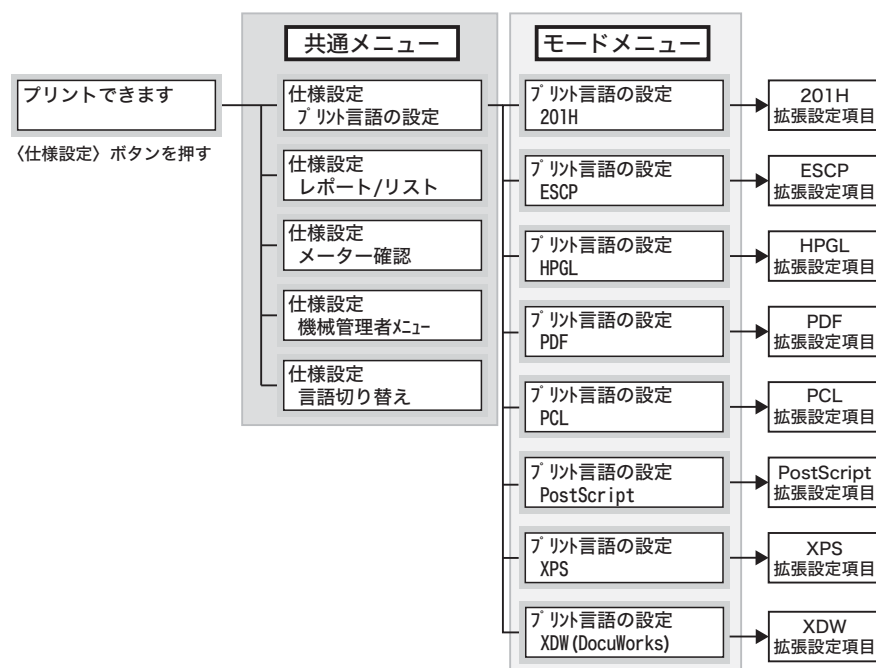 共通メニュー
モードメニュー
プリントできます
〈仕様設定〉ボタンを押す
仕様設定
プリント言語の設定
仕様設定
レポート/リスト
仕様設定
メーター確認
仕様設定
機械管理者メニュー
仕様設定
言語切り替え
プリント言語の設定
201H
プリント言語の設定
ESCP
プリント言語の設定
HPGL
プリント言語の設定
PDF
プリント言語の設定
PCL
プリント言語の設定
PostScript
プリント言語の設定
XPS
プリント言語の設定
XDW(DocuWorks)
201H
拡張設定項目
ESCP
拡張設定項目
HPGL
拡張設定項目
PDF
拡張設定項目
PCL
拡張設定項目
PostScript
拡張設定項目
XPS
拡張設定項目
XDW
拡張設定項目